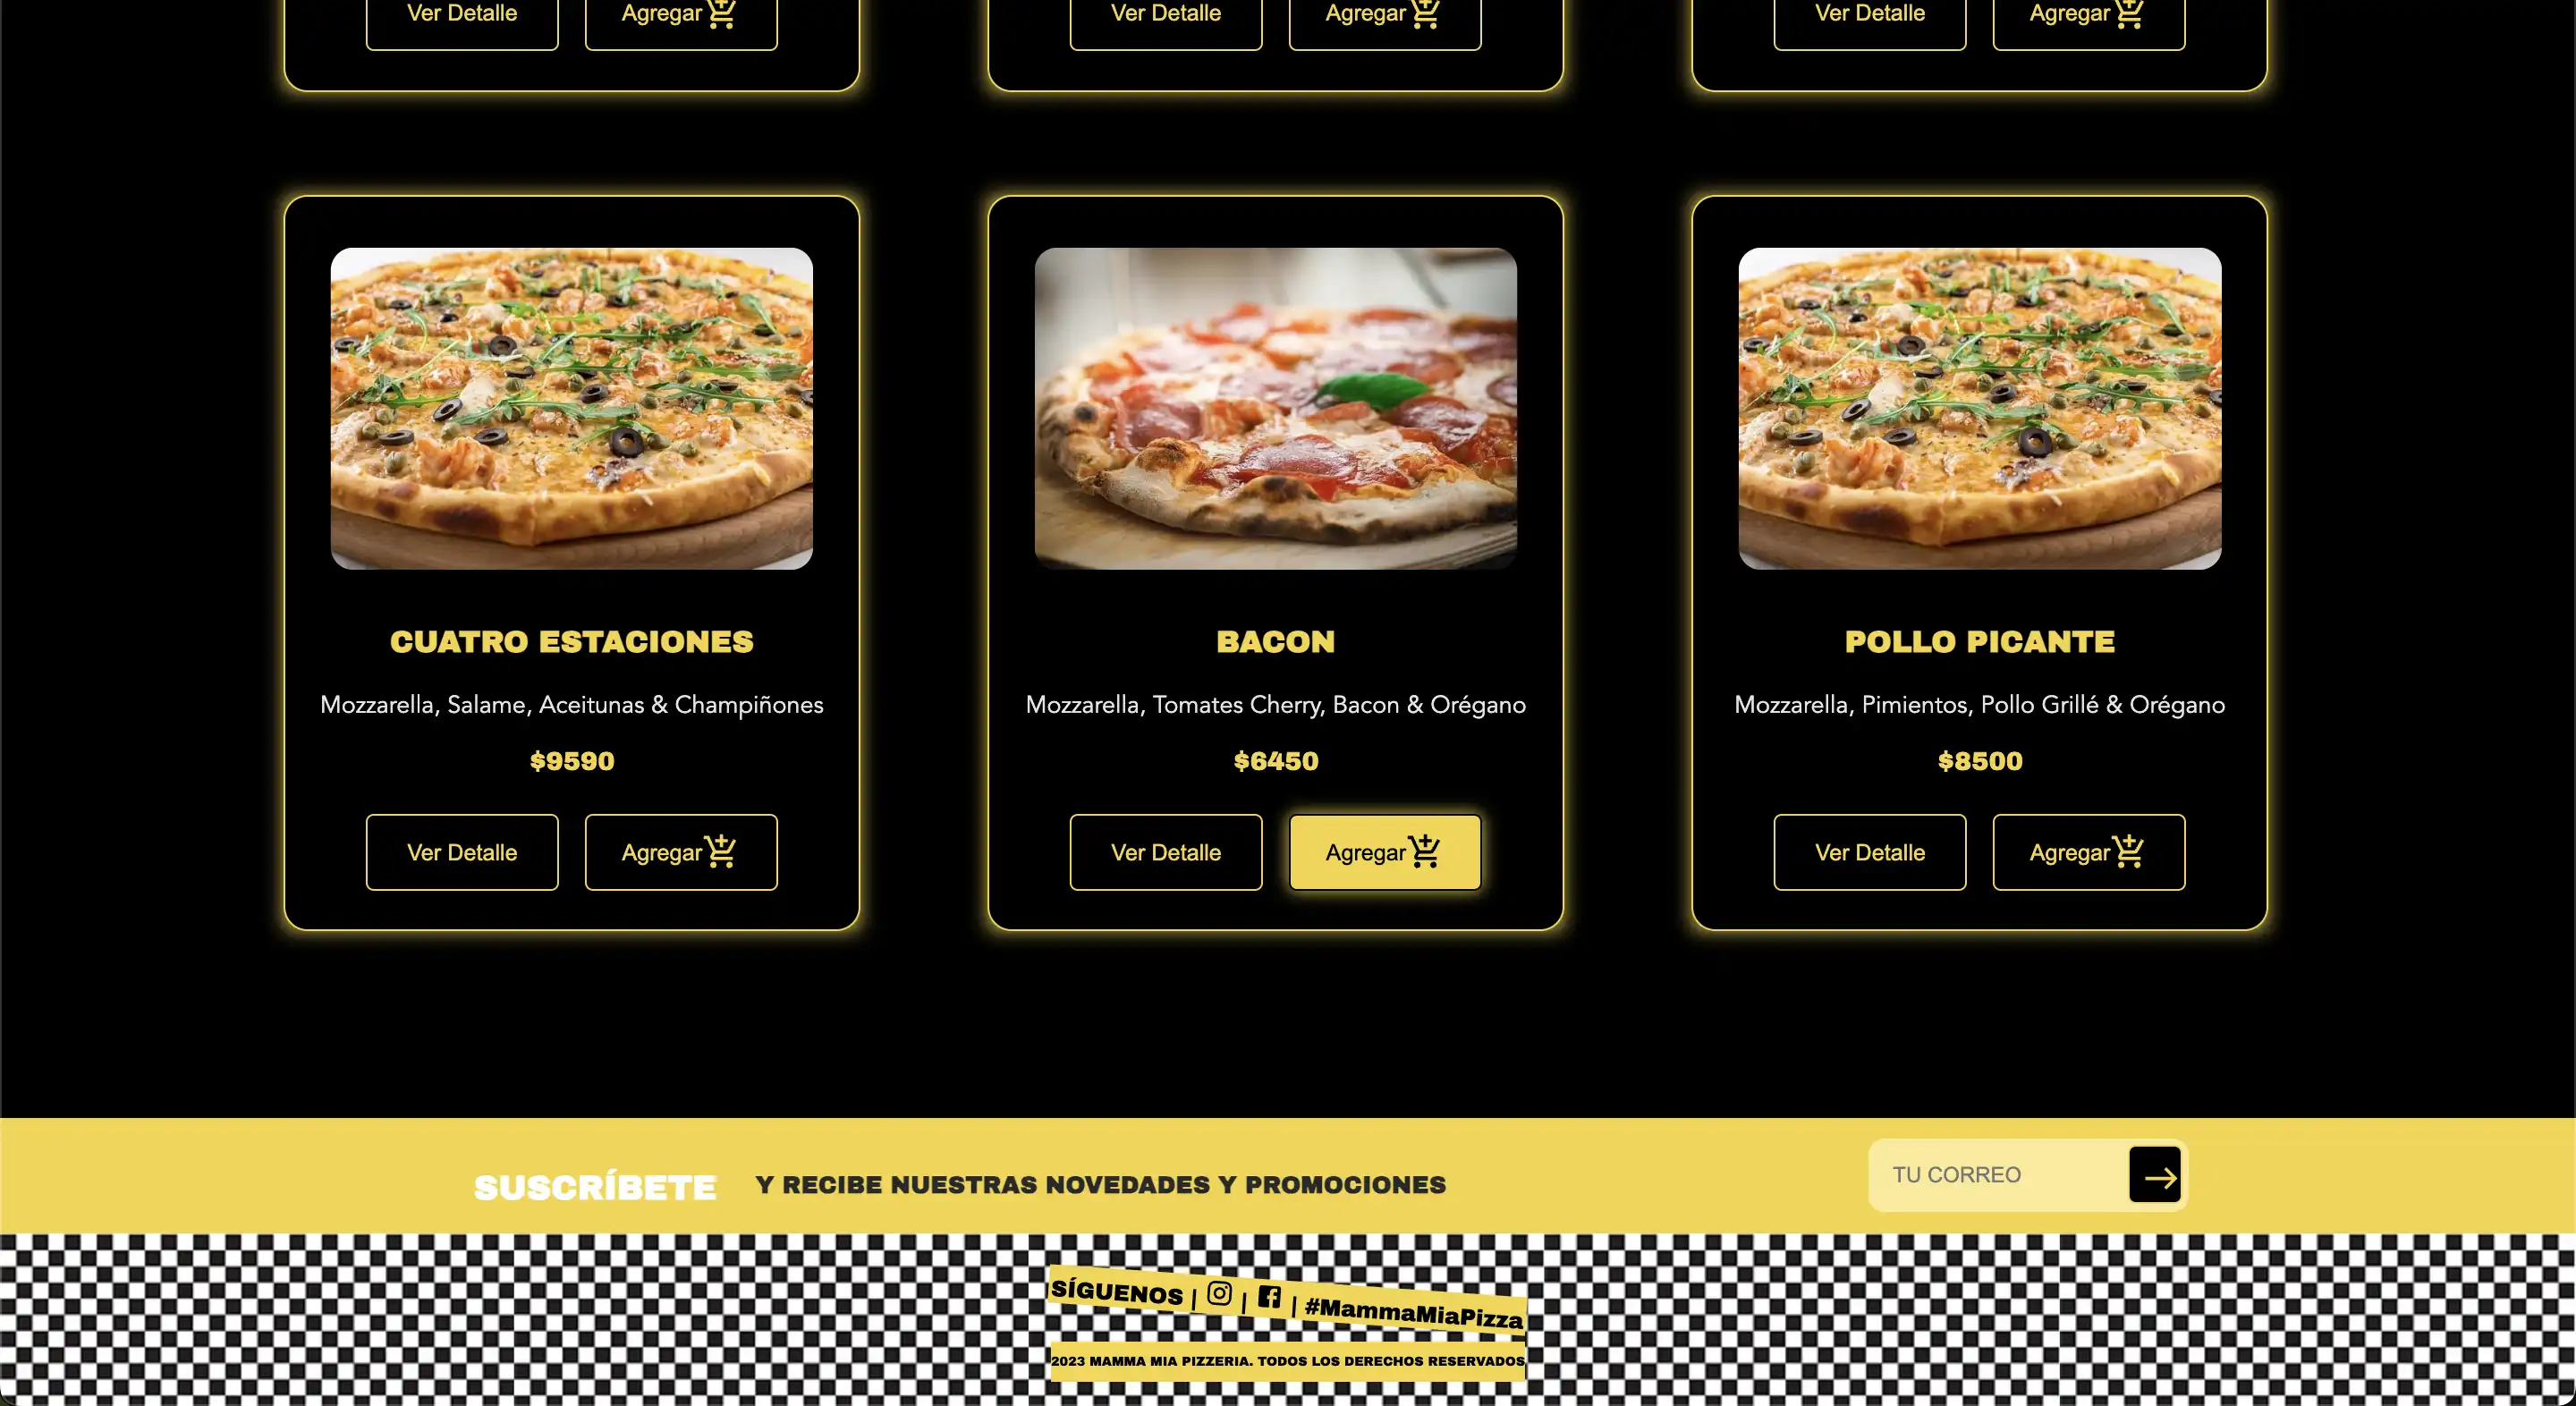 Ver Detalle Agregar Ver Detalle Agregar Ver Detalle Agregar
CUATRO ESTACIONES
Mozzarella, Salame, Aceitunas & Champiñones
$9590
Ver Detalle Agregar
BACON
Mozzarella, Tomates Cherry, Bacon & Orégano
$6450
Ver Detalle Agregar
POLLO PICANTE
Mozzarella, Pimientos, Pollo Grillé & Orégano
$8500
Ver Detalle Agregar
SUSCRÍBETE Y RECIBE NUESTRAS NOVEDADES Y PROMOCIONES TU CORREO
SÍGUENOS | | | #MammaMiaPizza
2023 MAMMA MIA PIZZERIA. TODOS LOS DERECHOS RESERVADOS